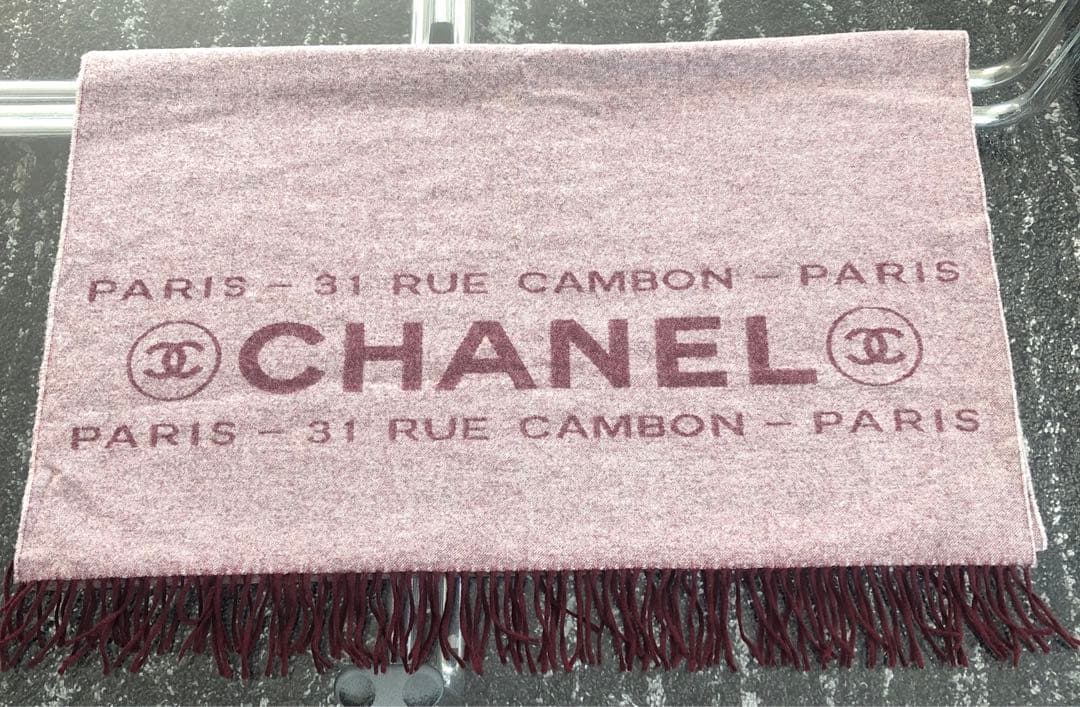 PARIS – 31 RUE CAMBON – PARIS
CHANEL
PARIS – 31 RUE CAMBON – PARIS